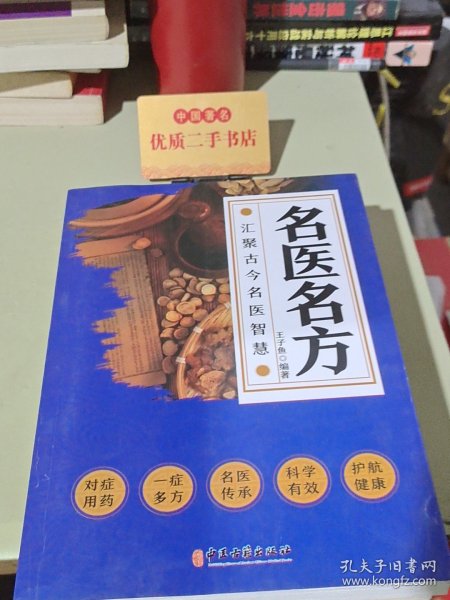 中国著名
优质二手书店
名医名方
汇聚古今名医智慧
王子鱼◎编著
对症
用药
一症
多方
名医
传承
科学
有效
护航
健康
中医古籍出版社
孔夫子旧书网
www.kongfz.com